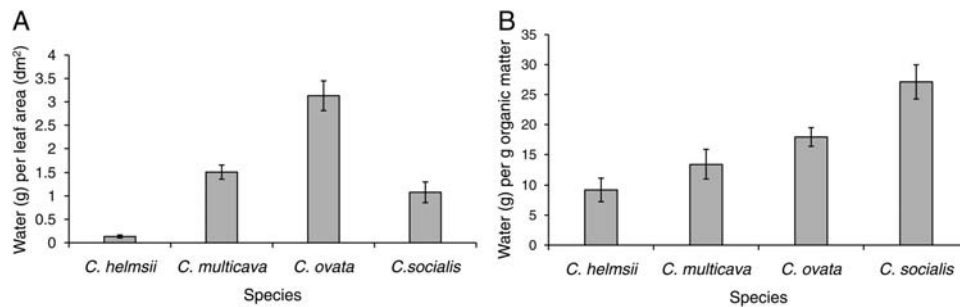 A
Water (g) per leaf area (dm²)
4
3.5
3
2.5
2
1.5
1
0.5
0
C. helmsii C. multicava C. ovata C.socialis
Species
B
Water (g) per g organic matter
35
30
25
20
15
10
5
0
C. helmsii C. multicava C. ovata C. socialis
Species